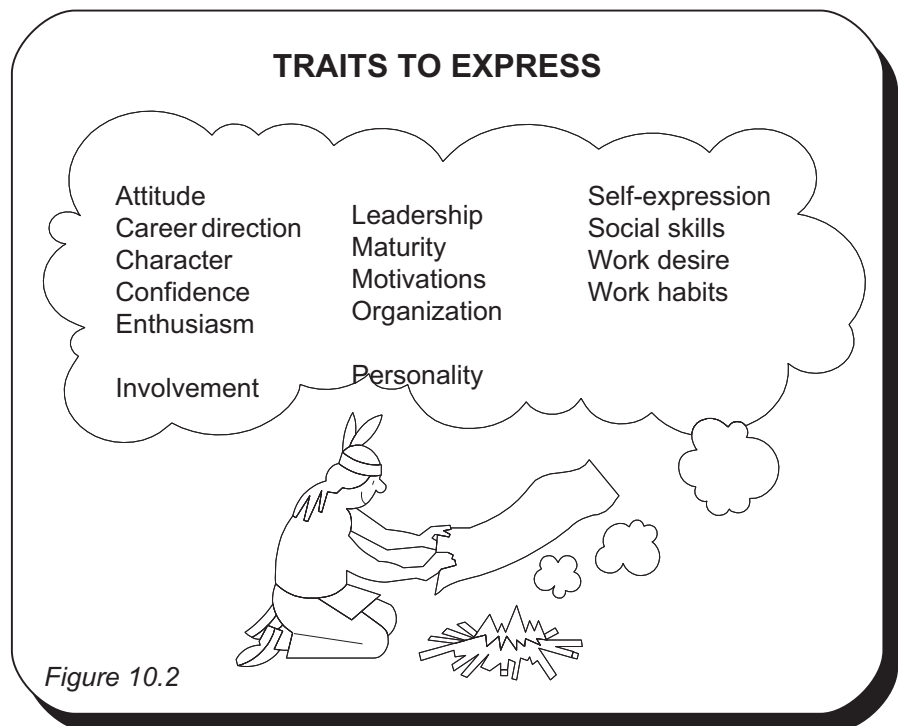 TRAITS TO EXPRESS
Attitude
Career direction
Character
Confidence
Enthusiasm
Involvement
Leadership
Maturity
Motivations
Organization
Personality
Self-expression
Social skills
Work desire
Work habits
Figure 10.2